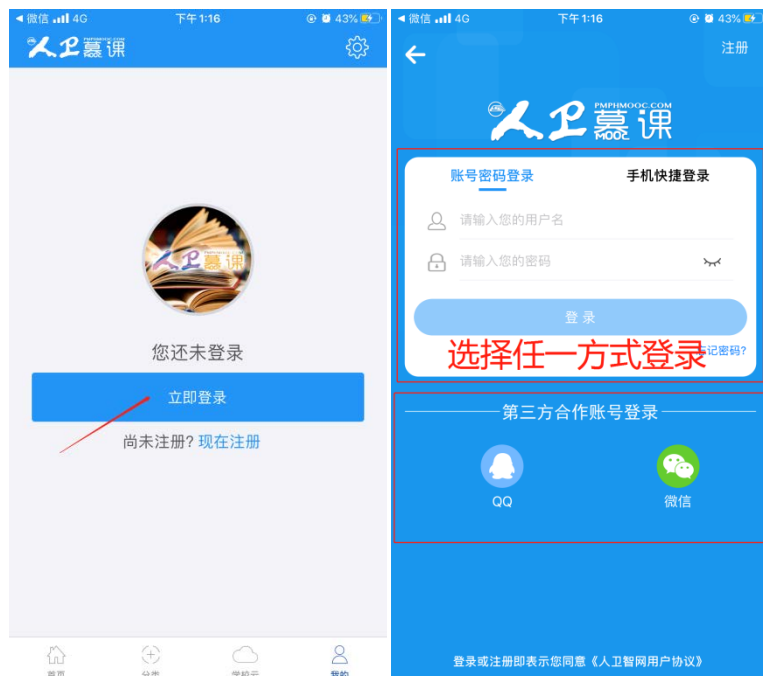 微信 4G
下午1:16
43%
人卫慕课
PMPHMOOC.COM
MOOC
人卫慕课
您还未登录
立即登录
尚未注册? 现在注册
首页
分类
学校云
我的
微信 4G
下午1:16
43%
注册
人卫慕课
PMPHMOOC.COM
MOOC
账号密码登录
手机快捷登录
请输入您的用户名
请输入您的密码
登 录
选择任一方式登录
忘记密码?
第三方合作账号登录
QQ
微信
登录或注册即表示您同意《人卫智网用户协议》